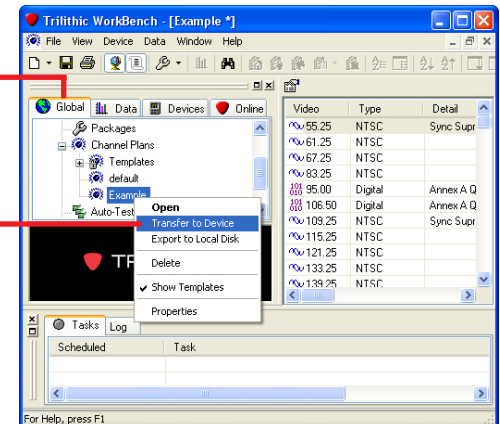 Trilithic WorkBench - [Example *]
File View Device Data Window Help
Global Data Devices Online
Packages
Channel Plans
Templates
default
Example
Auto-Test
Open
Transfer to Device
Export to Local Disk
Delete
Show Templates
Properties
Video Type Detail
55.25 NTSC Sync Supr
61.25 NTSC
67.25 NTSC
83.25 NTSC
95.00 Digital Annex A Q
106.50 Digital Annex A Q
109.25 NTSC Sync Supr
115.25 NTSC
121.25 NTSC
133.25 NTSC
139.25 NTSC
Tasks Log
Scheduled Task
For Help, press F1